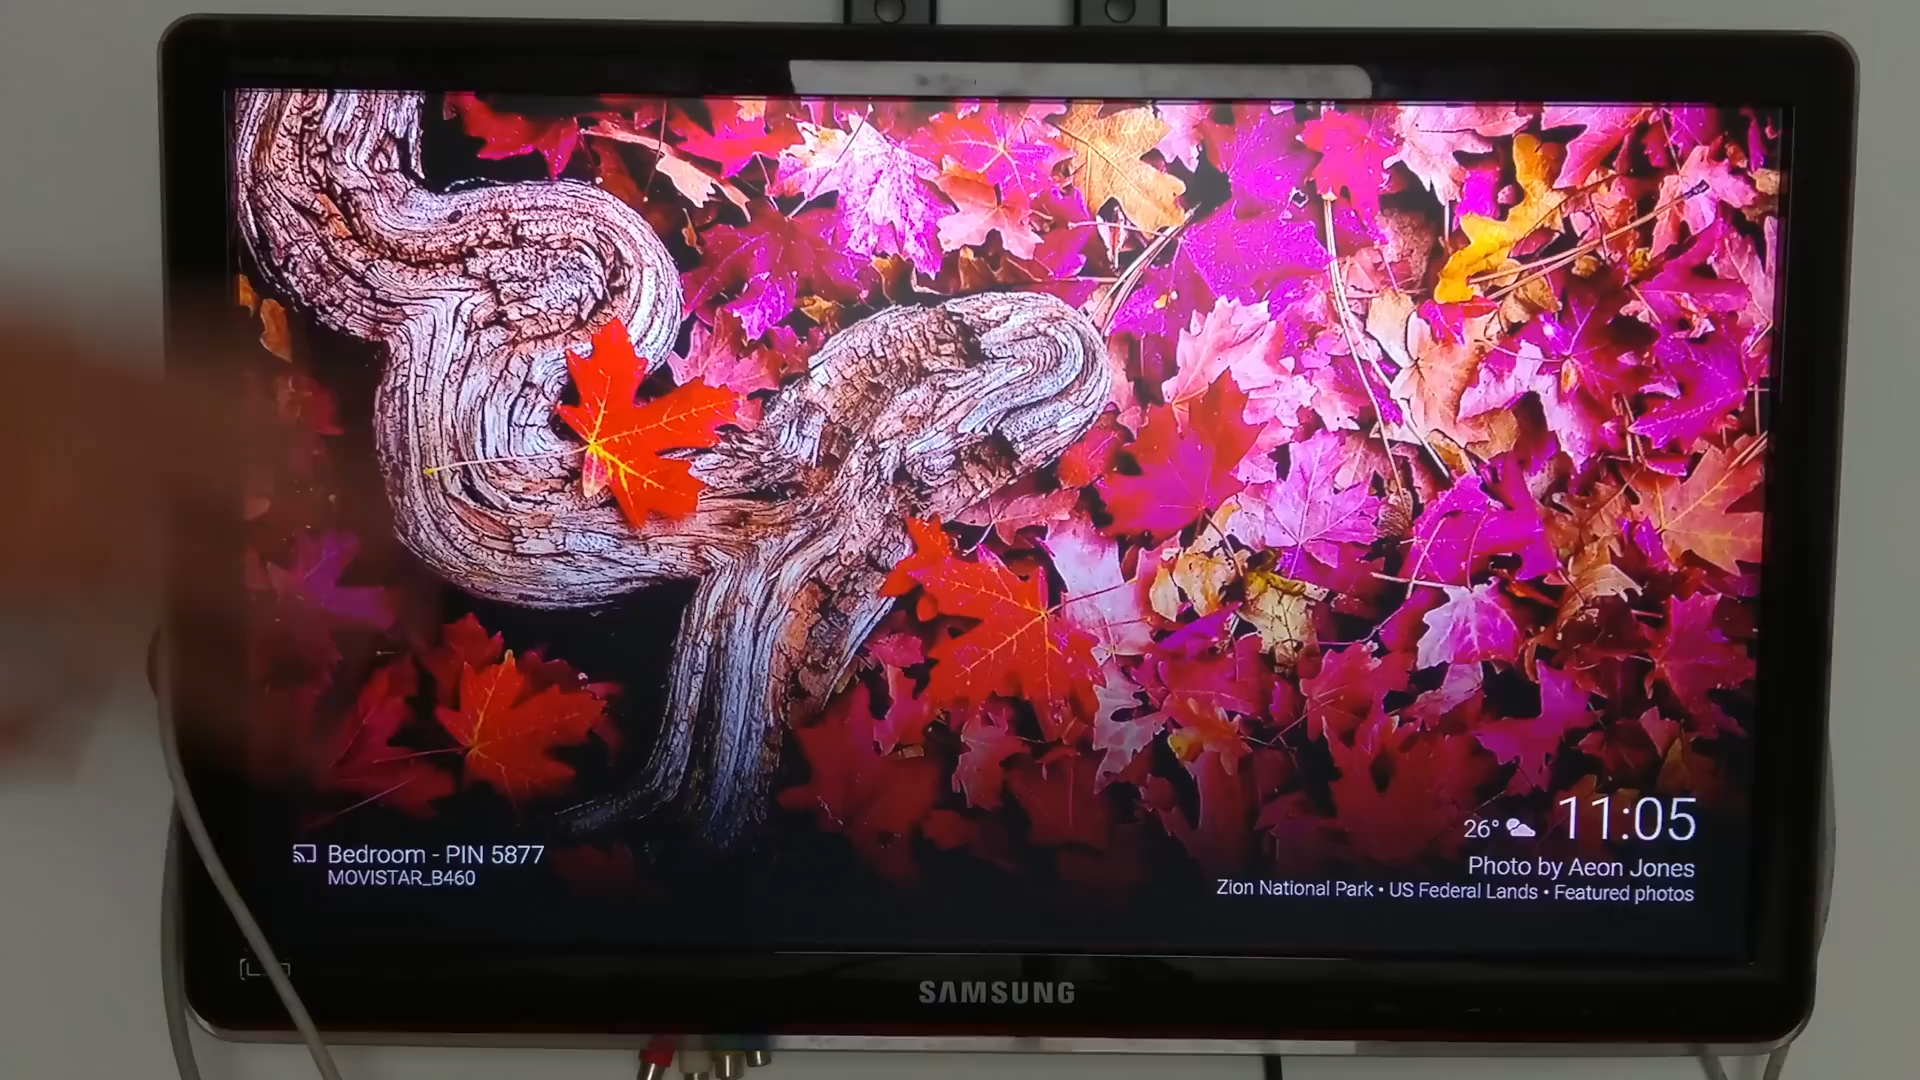 Bedroom - PIN 5877
MOVISTAR_B460
26° 11:05
Photo by Aeon Jones
Zion National Park • US Federal Lands • Featured photos
SAMSUNG